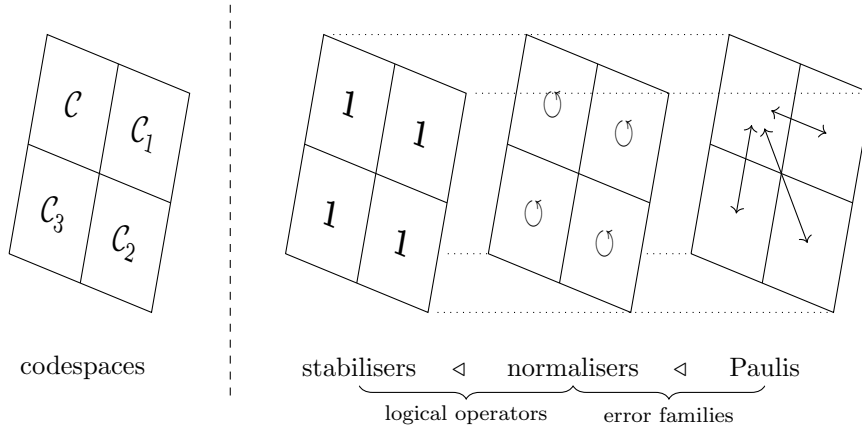 𝒞 𝒞₁
𝒞₃ 𝒞₂
1 1
1 1
codespaces
stabilisers ◁ normalisers ◁ Paulis
logical operators error families